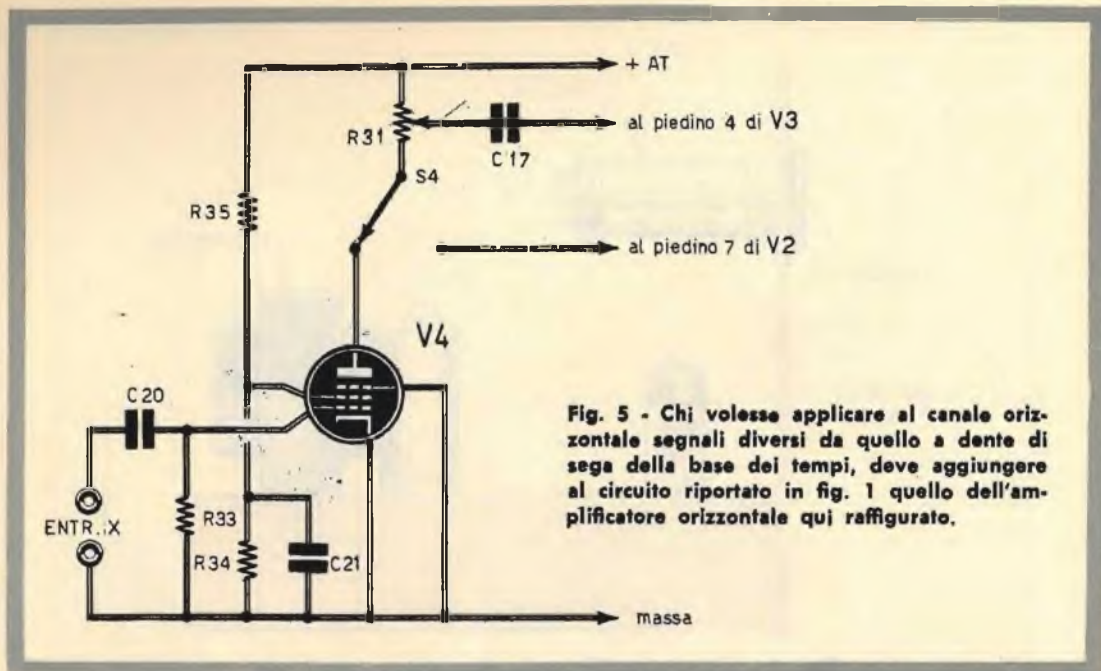 + AT
R31
C17
al piedino 4 di V3
S4
R35
al piedino 7 di V2
V4
C20
ENTR. X
R33
R34
C21
massa
Fig. 5 - Chi volesse applicare al canale oriz-
zontale segnali diversi da quello a dente di
sega della base dei tempi, deve aggiungere
al circuito riportato in fig. 1 quello dell'am-
plificatore orizzontale qui raffigurato.